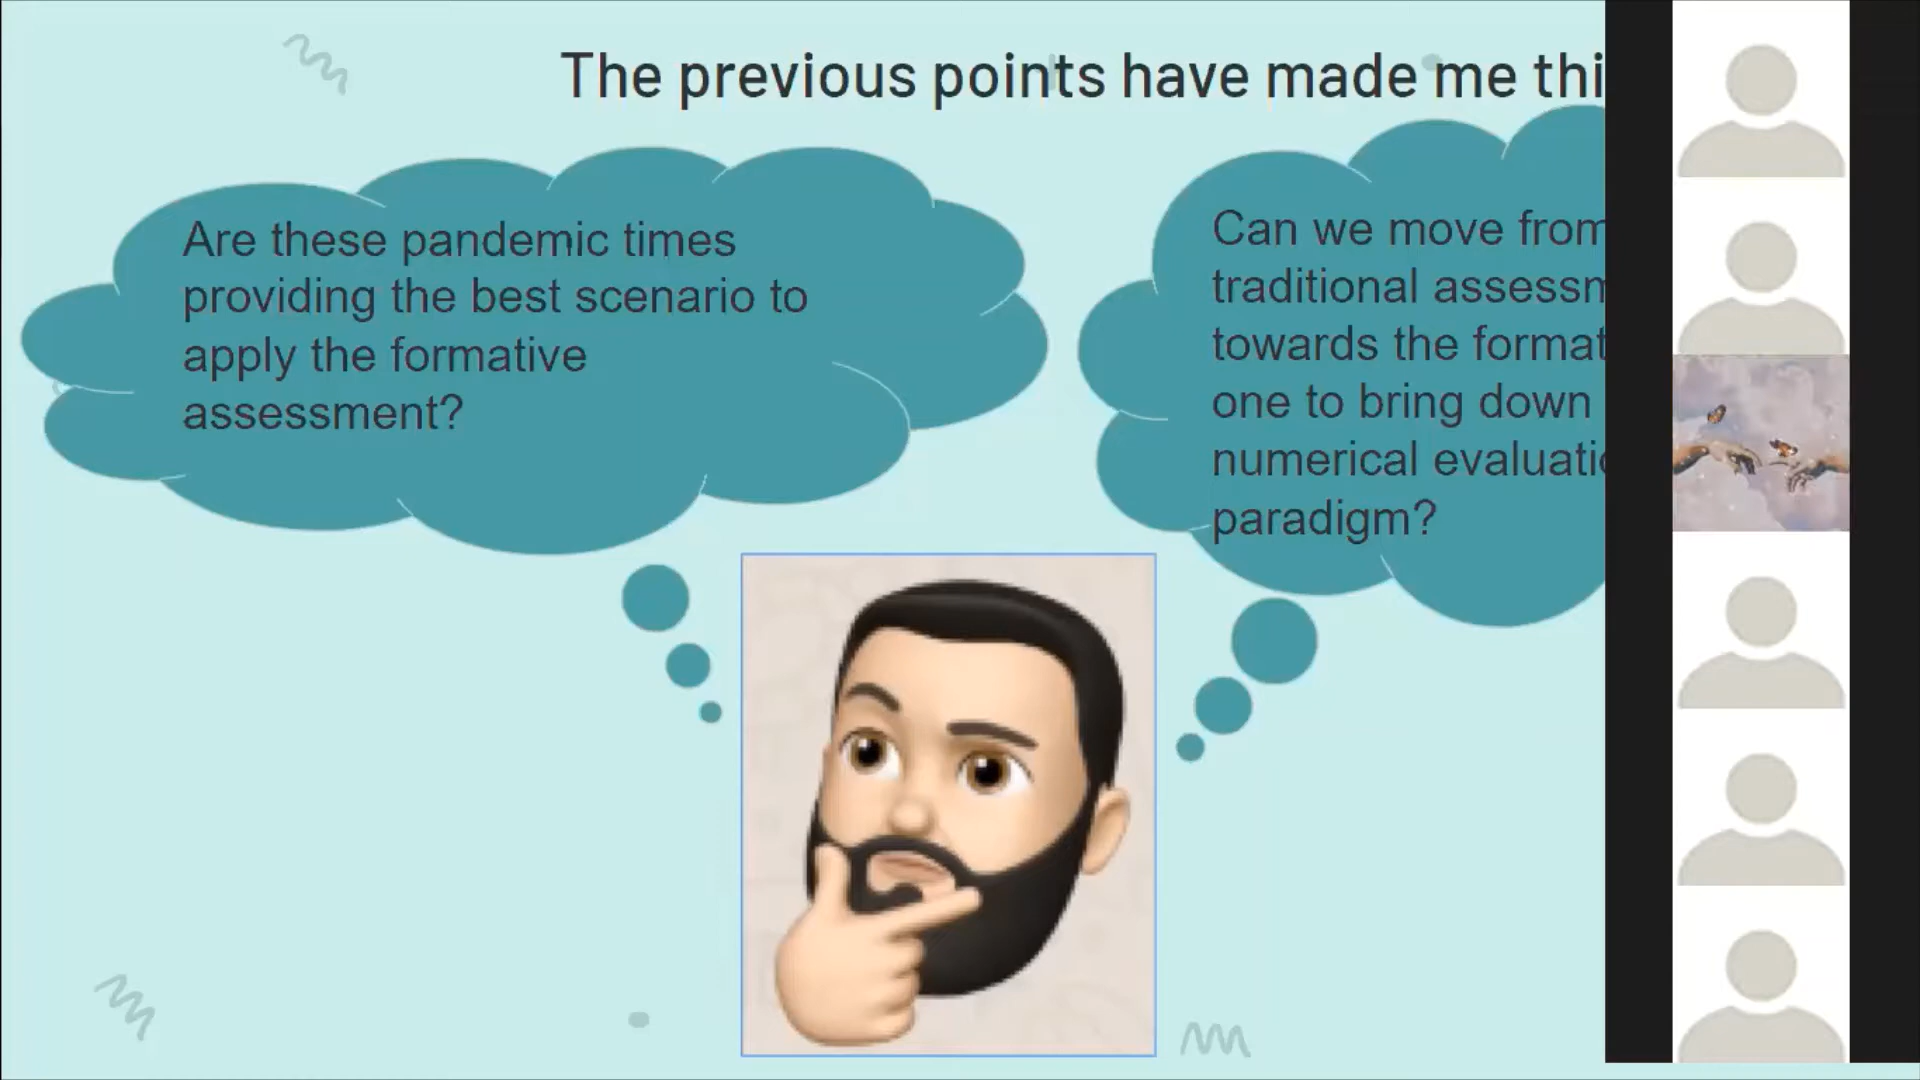 The previous points have made me thi
Are these pandemic times
providing the best scenario to
apply the formative
assessment?
Can we move from
traditional assessm
towards the format
one to bring down
numerical evaluatio
paradigm?